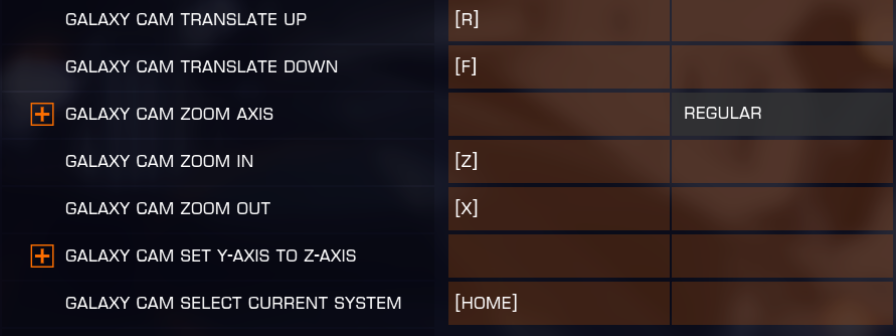 GALAXY CAM TRANSLATE UP [R]
GALAXY CAM TRANSLATE DOWN [F]
GALAXY CAM ZOOM AXIS REGULAR
GALAXY CAM ZOOM IN [Z]
GALAXY CAM ZOOM OUT [X]
GALAXY CAM SET Y-AXIS TO Z-AXIS
GALAXY CAM SELECT CURRENT SYSTEM [HOME]